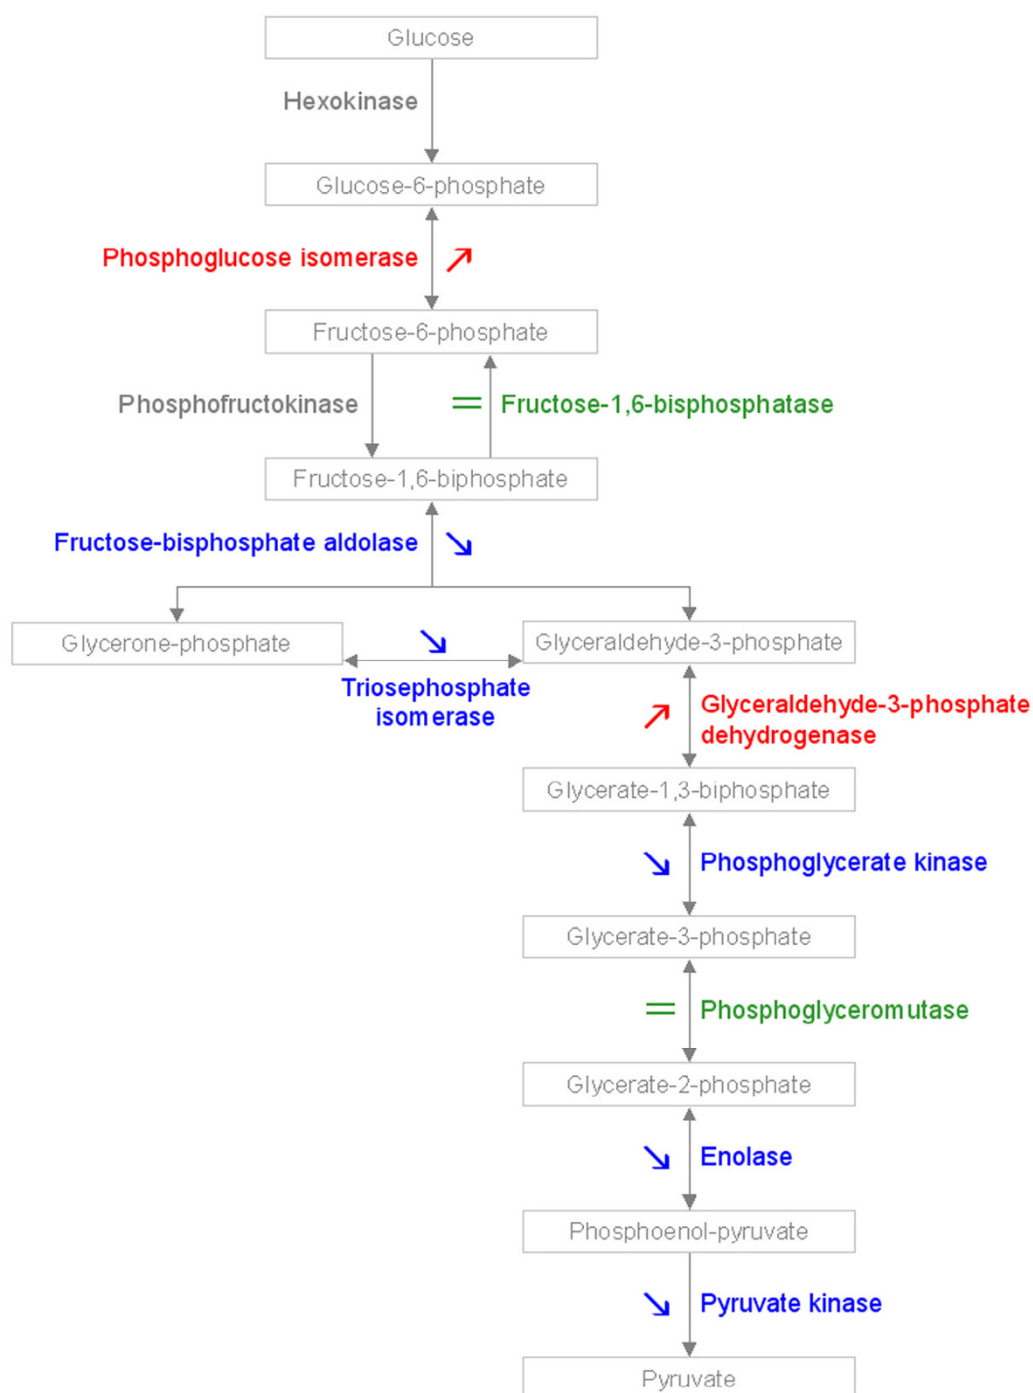 Glucose
Hexokinase
Glucose-6-phosphate
Phosphoglucose isomerase
Fructose-6-phosphate
Phosphofructokinase
= Fructose-1,6-bisphosphatase
Fructose-1,6-biphosphate
Fructose-bisphosphate aldolase
Glycerone-phosphate
Glyceraldehyde-3-phosphate
Triosephosphate
isomerase
Glyceraldehyde-3-phosphate
dehydrogenase
Glycerate-1,3-biphosphate
Phosphoglycerate kinase
Glycerate-3-phosphate
= Phosphoglyceromutase
Glycerate-2-phosphate
Enolase
Phosphoenol-pyruvate
Pyruvate kinase
Pyruvate